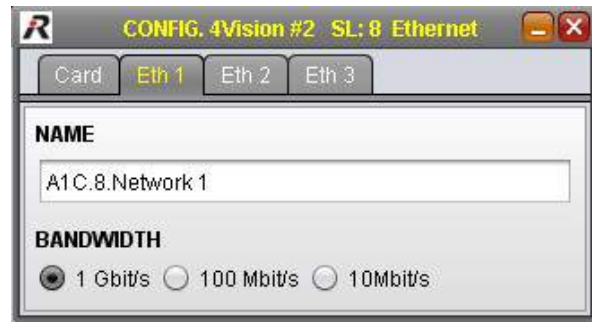 R CONFIG. 4Vision #2 SL: 8 Ethernet
Card Eth 1 Eth 2 Eth 3
NAME
A1C.8.Network 1
BANDWIDTH
1 Gbit/s 100 Mbit/s 10Mbit/s